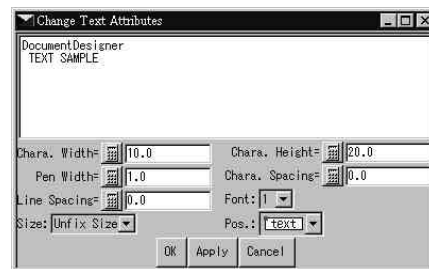 Change Text Attributes
DocumentDesigner
TEXT SAMPLE
Chara. Width= 10.0 Chara. Height= 20.0
Pen Width= 1.0 Chara. Spacing= 0.0
Line Spacing= 0.0 Font: 1
Size: Unfix Size Pos.: text
OK Apply Cancel